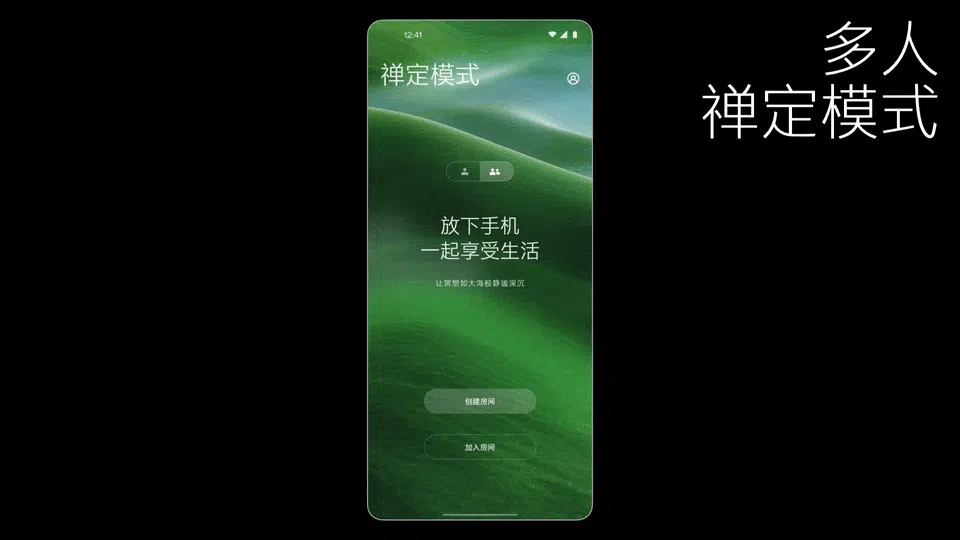 多人
禅定模式
12:41
禅定模式
放下手机
一起享受生活
让冥想如大海般静谧深沉
创建房间
加入房间